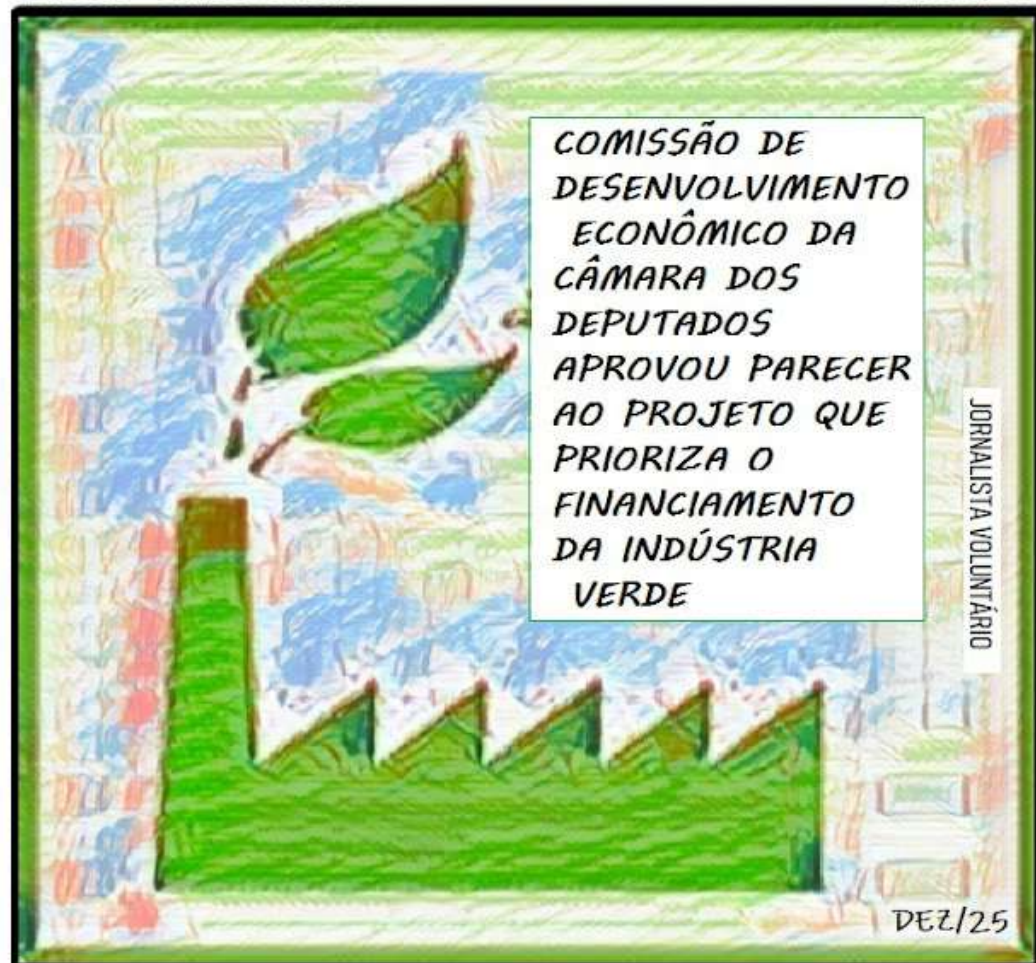 COMISSÃO DE
DESENVOLVIMENTO
ECONÔMICO DA
CÂMARA DOS
DEPUTADOS
APROVOU PARECER
AO PROJETO QUE
PRIORIZA O
FINANCIAMENTO
DA INDÚSTRIA
VERDE
JORNALISTA VOLUNTÁRIO
DEZ/25